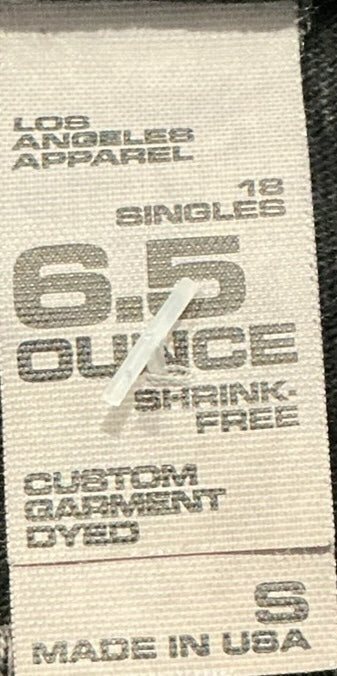 LOS
ANGELES
APPAREL
18
SINGLES
6.5
OUNCE
SHRINK-
FREE
CUSTOM
GARMENT
DYED
S
MADE IN USA